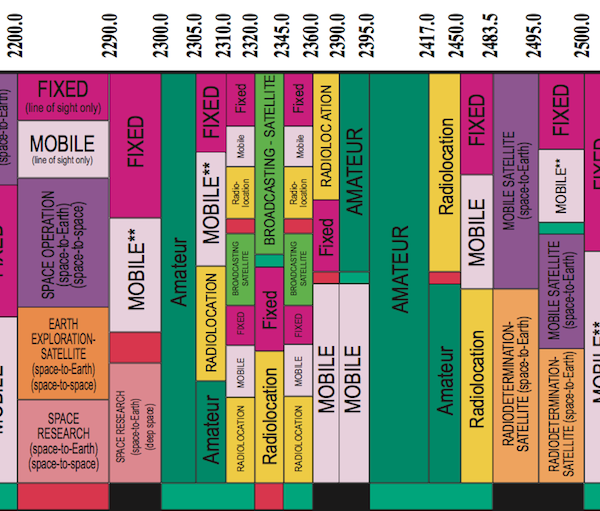 2200.0
2290.0
2300.0
2305.0
2310.0
2320.0
2345.0
2360.0
2390.0
2395.0
2417.0
2450.0
2483.5
2495.0
2500.0
(space-to-Earth)
FIXED
(line of sight only)
MOBILE
(line of sight only)
SPACE OPERATION
(space-to-Earth)
(space-to-space)
EARTH
EXPLORATION-
SATELLITE
(space-to-Earth)
(space-to-space)
SPACE
RESEARCH
(space-to-Earth)
(space-to-space)
FIXED
MOBILE**
SPACE RESEARCH
(space-to-Earth)
(deep space)
Amateur
FIXED
MOBILE**
RADIOLOCATION
Amateur
Fixed
Mobile
Radio-
location
BROADCASTING
SATELLITE
FIXED
MOBILE
RADIOLOCATION
BROADCASTING - SATELLITE
Fixed
Radiolocation
Fixed
Mobile
Radio-
location
BROADCASTING
SATELLITE
FIXED
MOBILE
RADIOLOCATION
RADIOLOCATION
Fixed
MOBILE
AMATEUR
MOBILE
AMATEUR
Radiolocation
Amateur
FIXED
MOBILE
Radiolocation
MOBILE SATELLITE
(space-to-Earth)
RADIODETERMINATION-
SATELLITE (space-to-Earth)
FIXED
MOBILE**
MOBILE SATELLITE
(space-to-Earth)
RADIODETERMINATION-
SATELLITE (space-to-Earth)
FIXED
MOBILE**